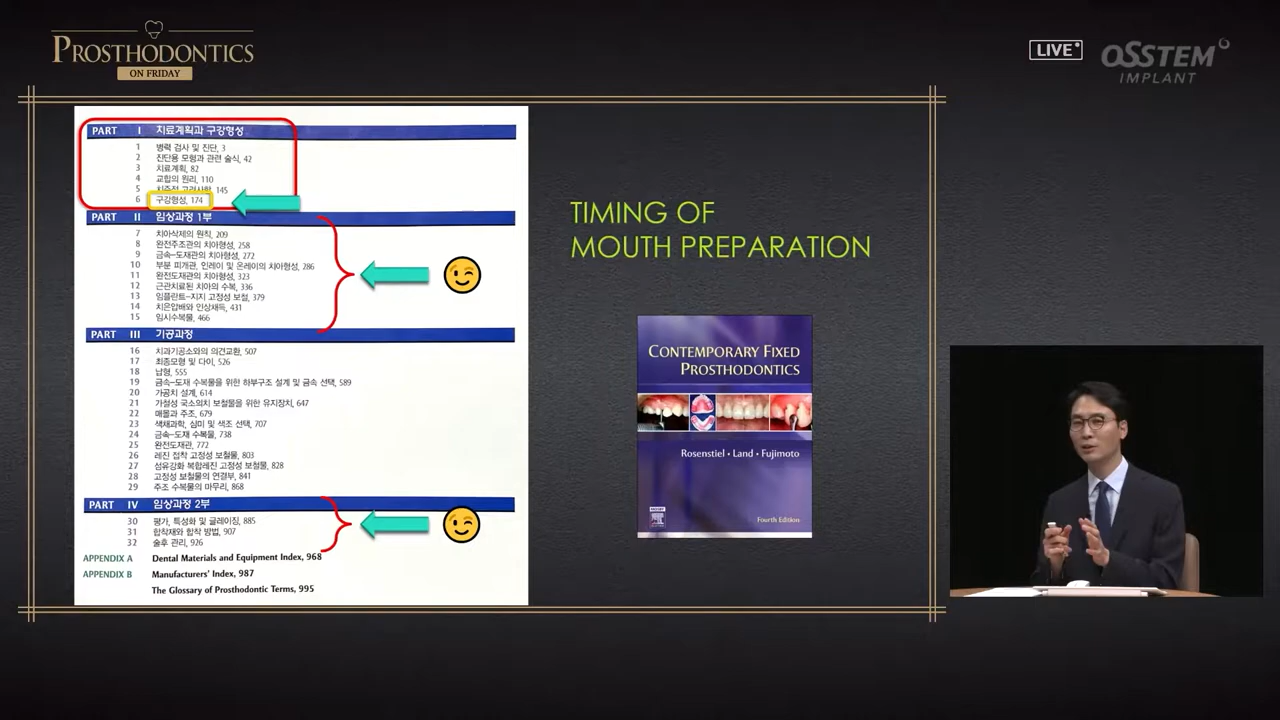 PROSTHODONTICS
ON FRIDAY
LIVE
OSSTEM
IMPLANT
PART I 치료계획과 구강형성
1 병력 검사 및 진단, 3
2 진단용 모형과 관련 술식, 42
3 치료계획, 82
4 교합의 원리, 110
5 치주적 고려사항, 145
6 구강형성, 174
PART II 임상과정 1부
7 치아삭제의 원칙, 209
8 완전주조관의 치아형성, 258
9 금속-도재관의 치아형성, 272
10 부분 피개관, 인레이 및 온레이의 치아형성, 286
11 완전도재관의 치아형성, 323
12 근관치료된 치아의 수복, 336
13 임플란트-지지 고정성 보철, 379
14 치은압배와 인상채득, 431
15 임시수복물, 466
PART III 기공과정
16 치과기공소와의 의견교환, 507
17 최종모형 및 다이, 526
18 납형, 555
19 금속-도재 수복물을 위한 하부구조 설계 및 금속 선택, 589
20 가공치 설계, 614
21 가철성 국소의치 보철물을 위한 유지장치, 647
22 매몰과 주조, 679
23 색채과학, 심미 및 색조 선택, 707
24 금속-도재 수복물, 738
25 완전도재관, 772
26 레진 접착 고정성 보철물, 803
27 섬유강화 복합레진 고정성 보철물, 828
28 고정성 보철물의 연결부, 841
29 주조 수복물의 마무리, 868
PART IV 임상과정 2부
30 평가, 특성화 및 글레이징, 885
31 합착재와 합착 방법, 907
32 술후 관리, 926
APPENDIX A Dental Materials and Equipment Index, 968
APPENDIX B Manufacturers' Index, 987
The Glossary of Prosthodontic Terms, 995
TIMING OF
MOUTH PREPARATION
CONTEMPORARY FIXED
PROSTHODONTICS
Rosenstiel • Land • Fujimoto
Fourth Edition